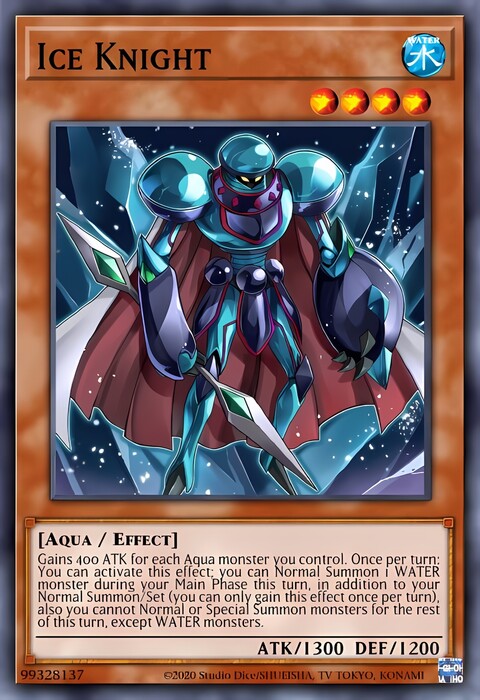 Ice Knight
WATER
水
[Aqua / Effect]
Gains 400 ATK for each Aqua monster you control. Once per turn:
You can activate this effect; you can Normal Summon 1 WATER
monster during your Main Phase this turn, in addition to your
Normal Summon/Set (you can only gain this effect once per turn),
also you cannot Normal or Special Summon monsters for the rest
of this turn, except WATER monsters.
ATK/1300 DEF/1200
99328137 ©2020 Studio Dice/SHUEISHA, TV TOKYO, KONAMI